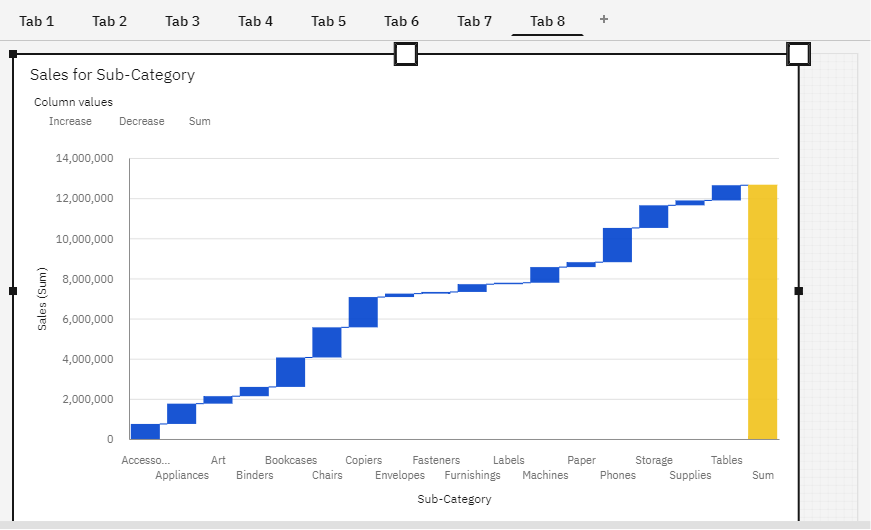 Tab 1 Tab 2 Tab 3 Tab 4 Tab 5 Tab 6 Tab 7 Tab 8 +
Sales for Sub-Category
Column values
Increase Decrease Sum
14,000,000
12,000,000
10,000,000
8,000,000
6,000,000
4,000,000
2,000,000
0
Sales (Sum)
Accesso... Art Bookcases Copiers Fasteners Labels Paper Storage Tables
Appliances Binders Chairs Envelopes Furnishings Machines Phones Supplies Sum
Sub-Category